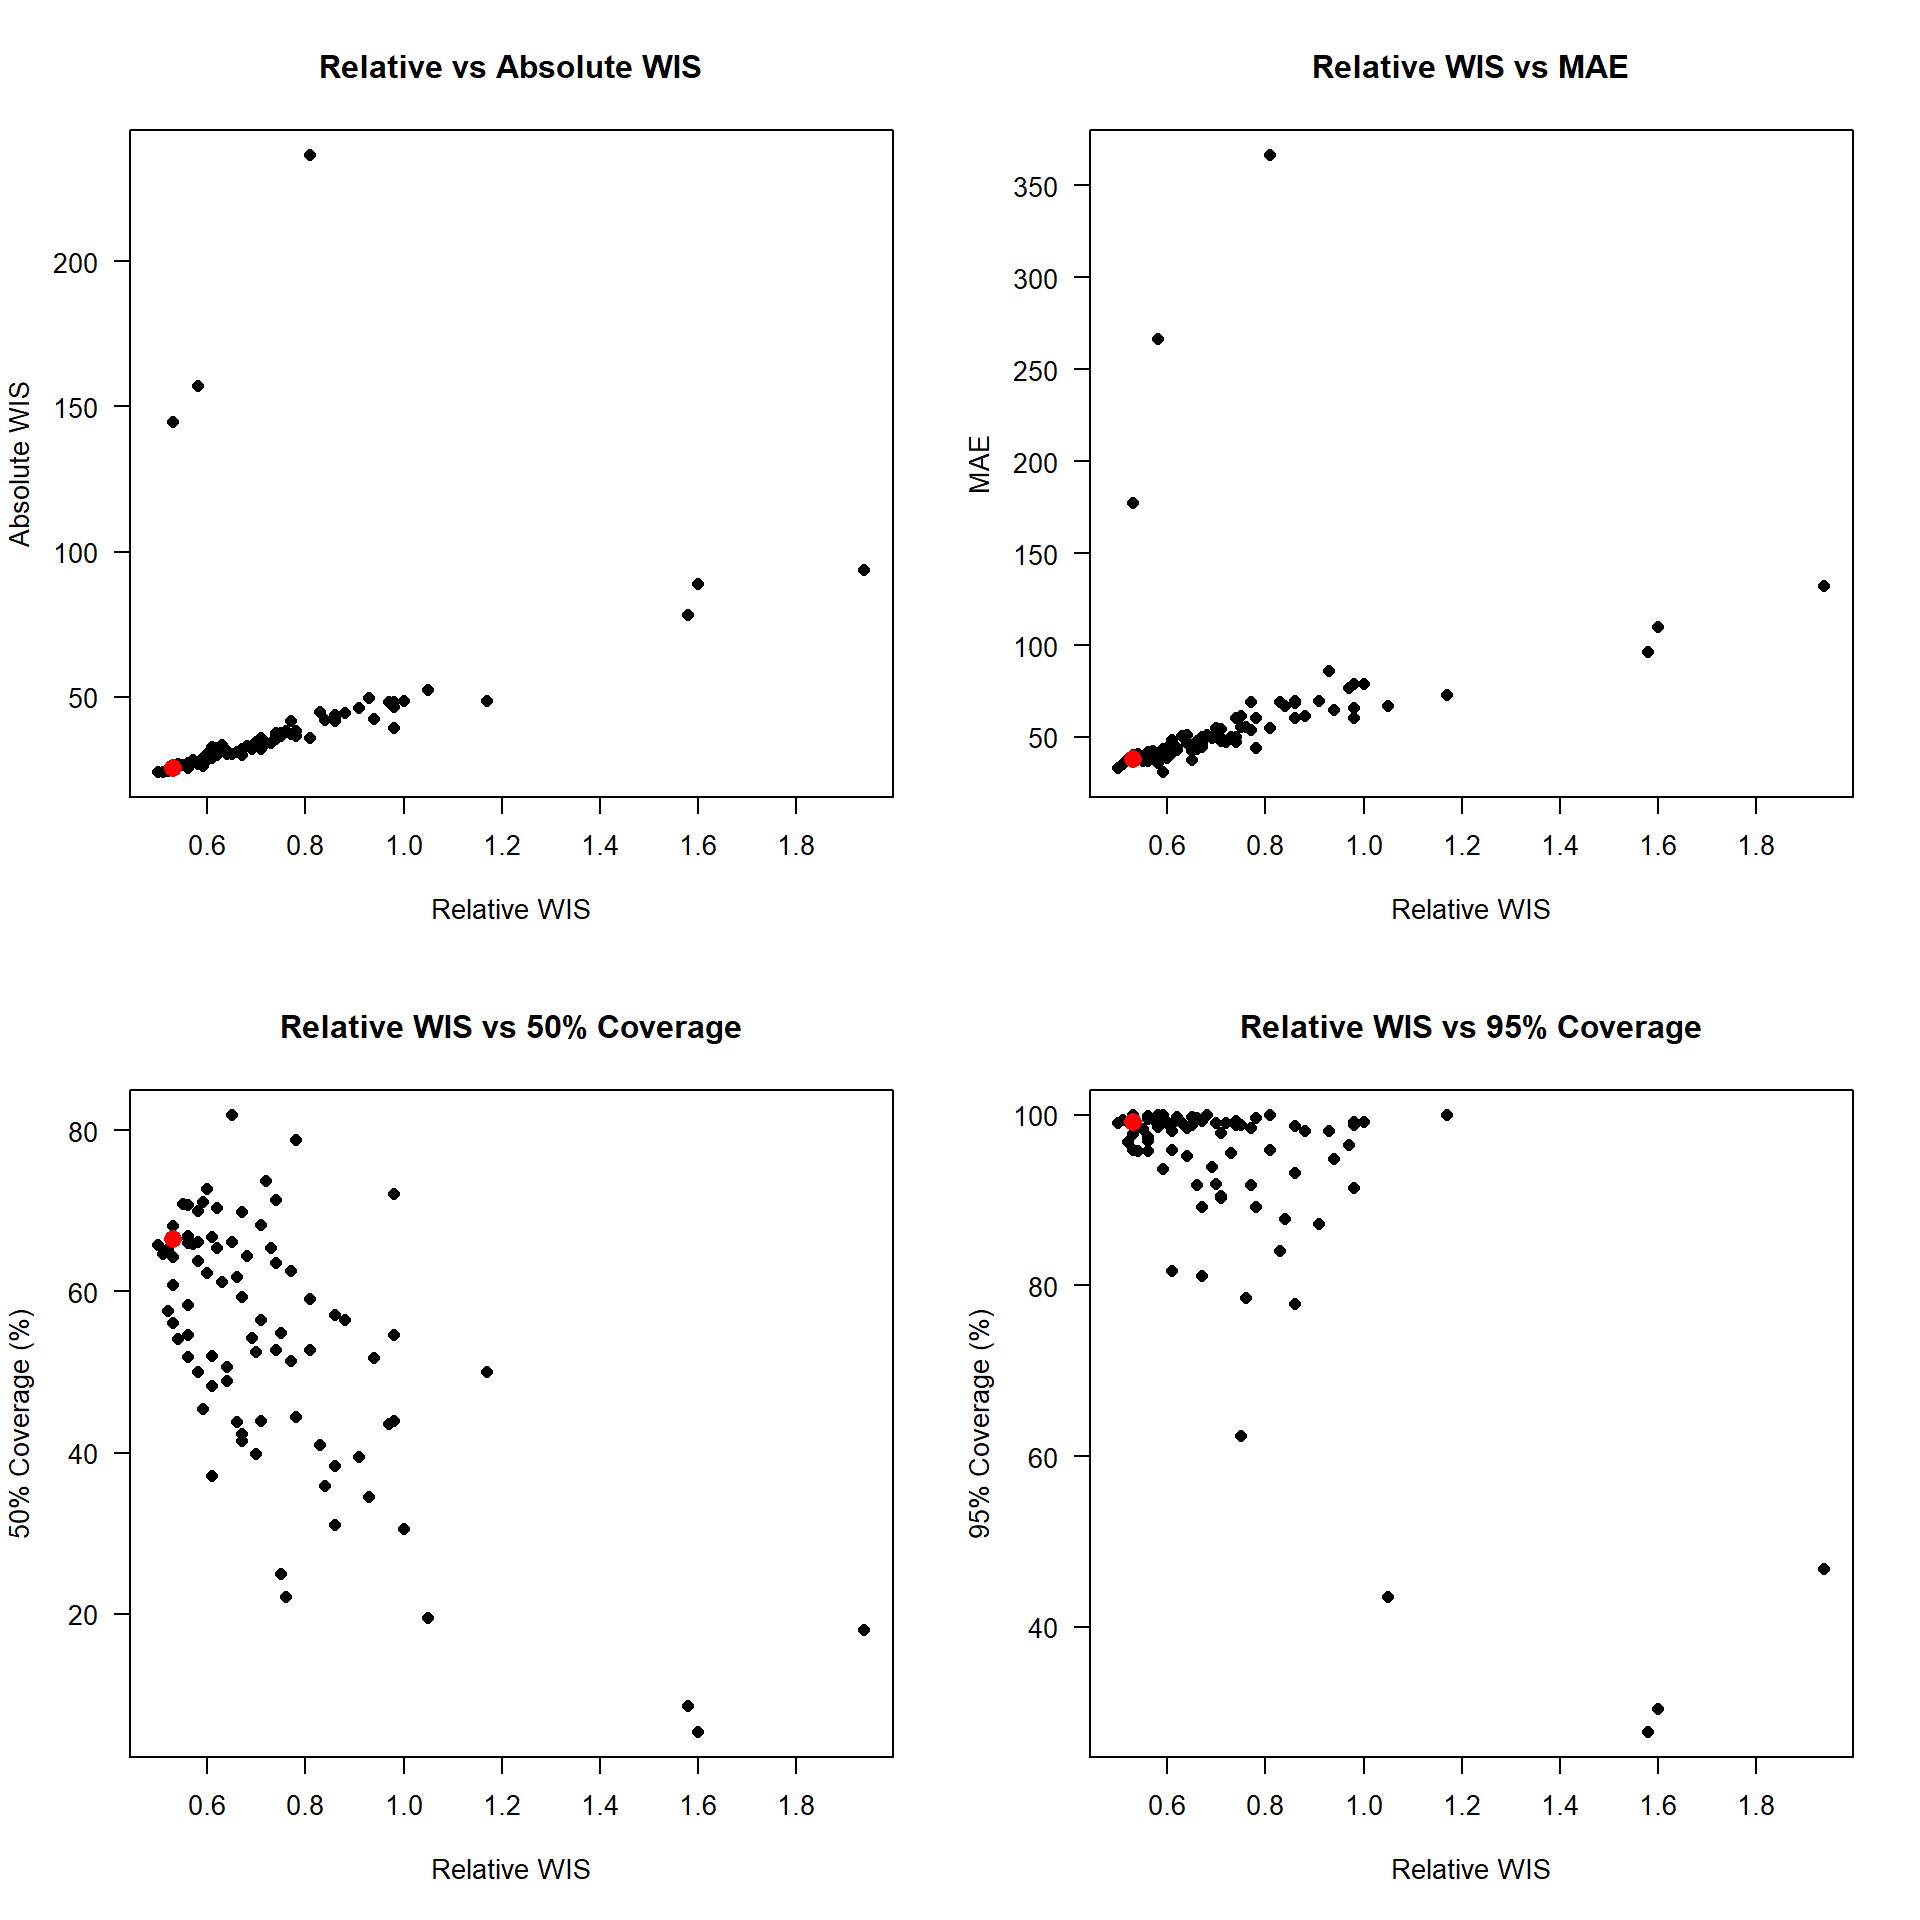 Relative vs Absolute WIS
Absolute WIS
200
150
100
50
0.6 0.8 1.0 1.2 1.4 1.6 1.8
Relative WIS
Relative WIS vs MAE
MAE
350
300
250
200
150
100
50
0.6 0.8 1.0 1.2 1.4 1.6 1.8
Relative WIS
Relative WIS vs 50% Coverage
50% Coverage (%)
80
60
40
20
0.6 0.8 1.0 1.2 1.4 1.6 1.8
Relative WIS
Relative WIS vs 95% Coverage
95% Coverage (%)
100
80
60
40
0.6 0.8 1.0 1.2 1.4 1.6 1.8
Relative WIS